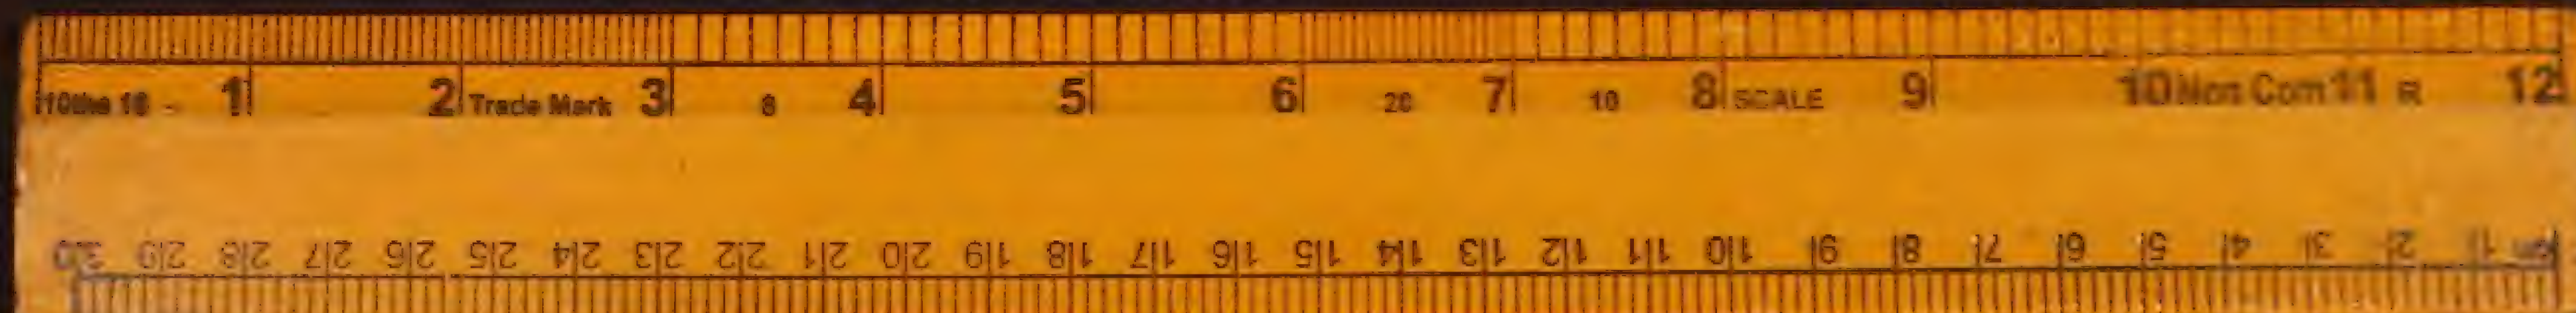 10ths 16 1 2 Trade Mark 3 8 4 5 6 20 7 10 8 SCALE 9 10 Non Com 11 R 12
30 29 28 27 26 25 24 23 22 21 20 19 18 17 16 15 14 13 12 11 10 9 8 7 6 5 4 3 2 1